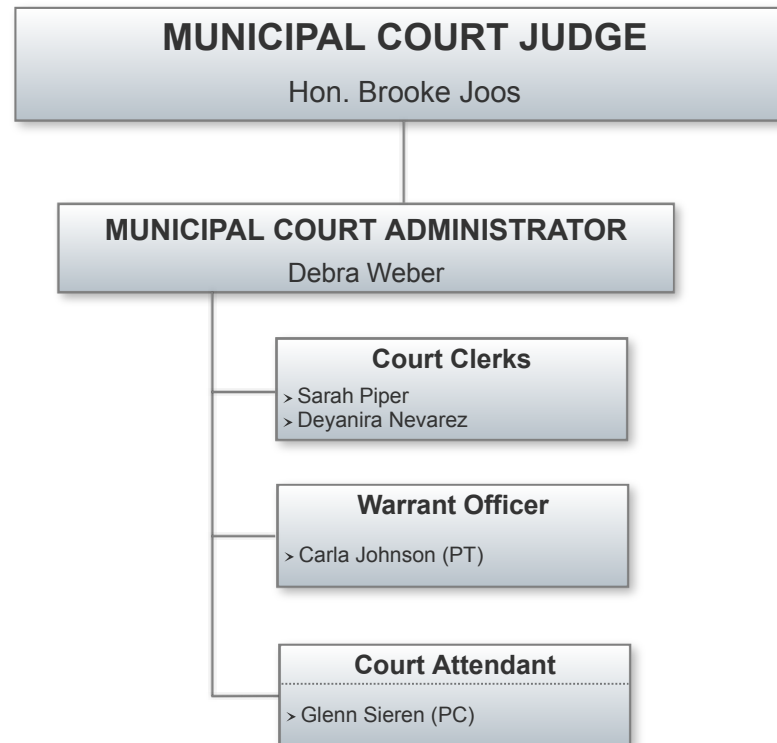 MUNICIPAL COURT JUDGE
Hon. Brooke Joos
MUNICIPAL COURT ADMINISTRATOR
Debra Weber
Court Clerks
> Sarah Piper
> Deyanira Nevarez
Warrant Officer
> Carla Johnson (PT)
Court Attendant
> Glenn Sieren (PC)